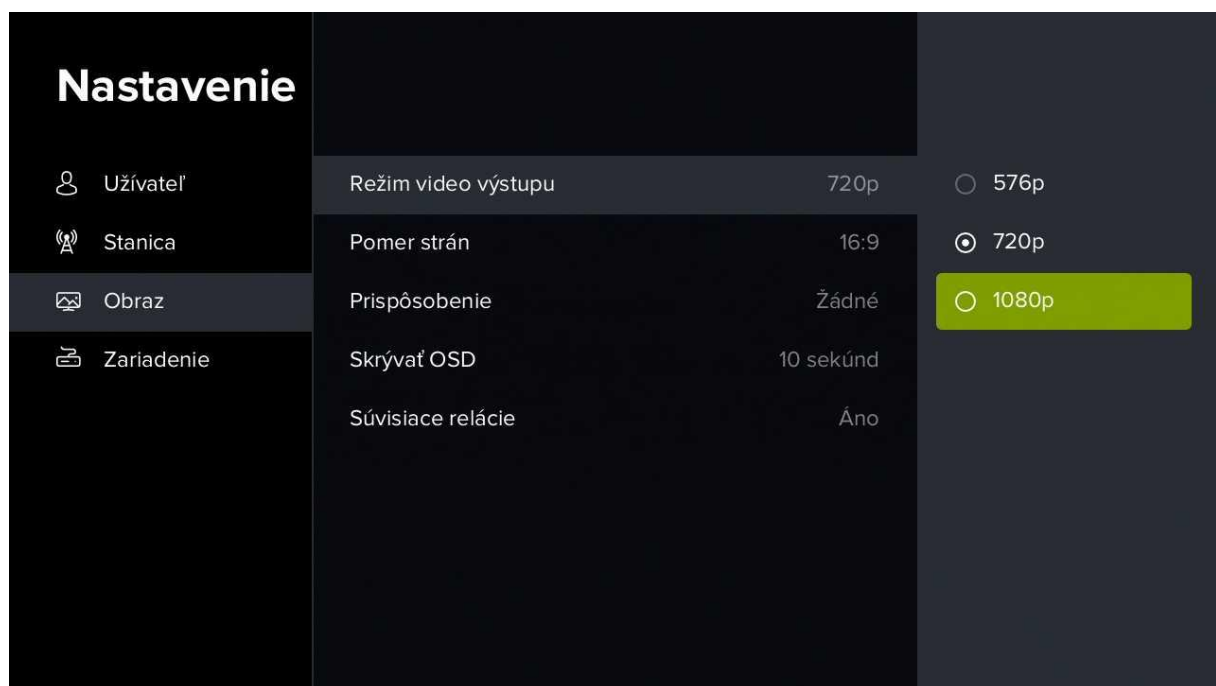 Nastavenie
Užívateľ
Stanica
Obraz
Zariadenie
Režim video výstupu 720p
Pomer strán 16:9
Prispôsobenie Žádné
Skrývať OSD 10 sekúnd
Súvisiace relácie Áno
576p
720p
1080p